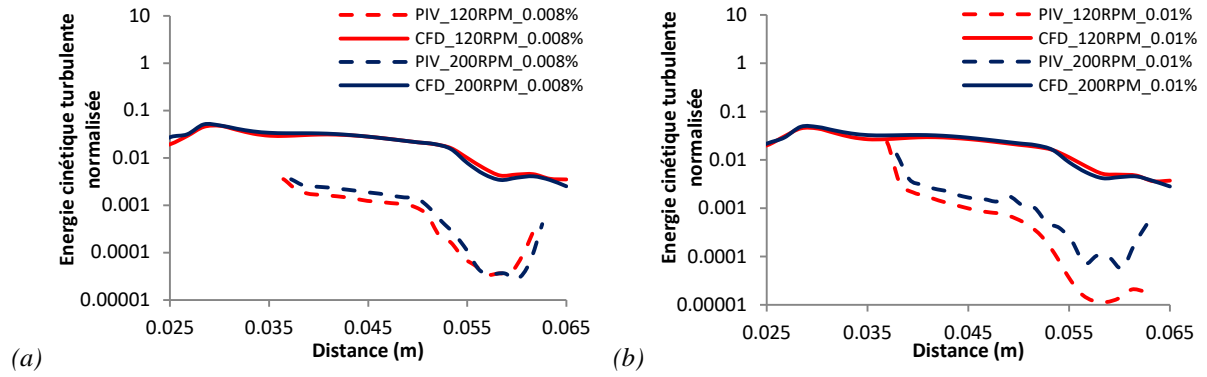 PIV_120RPM_0.008%
CFD_120RPM_0.008%
PIV_200RPM_0.008%
CFD_200RPM_0.008%
Energie cinétique turbulente
normalisée
10
1
0.1
0.01
0.001
0.0001
0.00001
0.025
0.035
0.045
0.055
0.065
Distance (m)
(a)
PIV_120RPM_0.01%
CFD_120RPM_0.01%
PIV_200RPM_0.01%
CFD_200RPM_0.01%
Energie cinétique turbulente
normalisée
10
1
0.1
0.01
0.001
0.0001
0.00001
0.025
0.035
0.045
0.055
0.065
Distance (m)
(b)